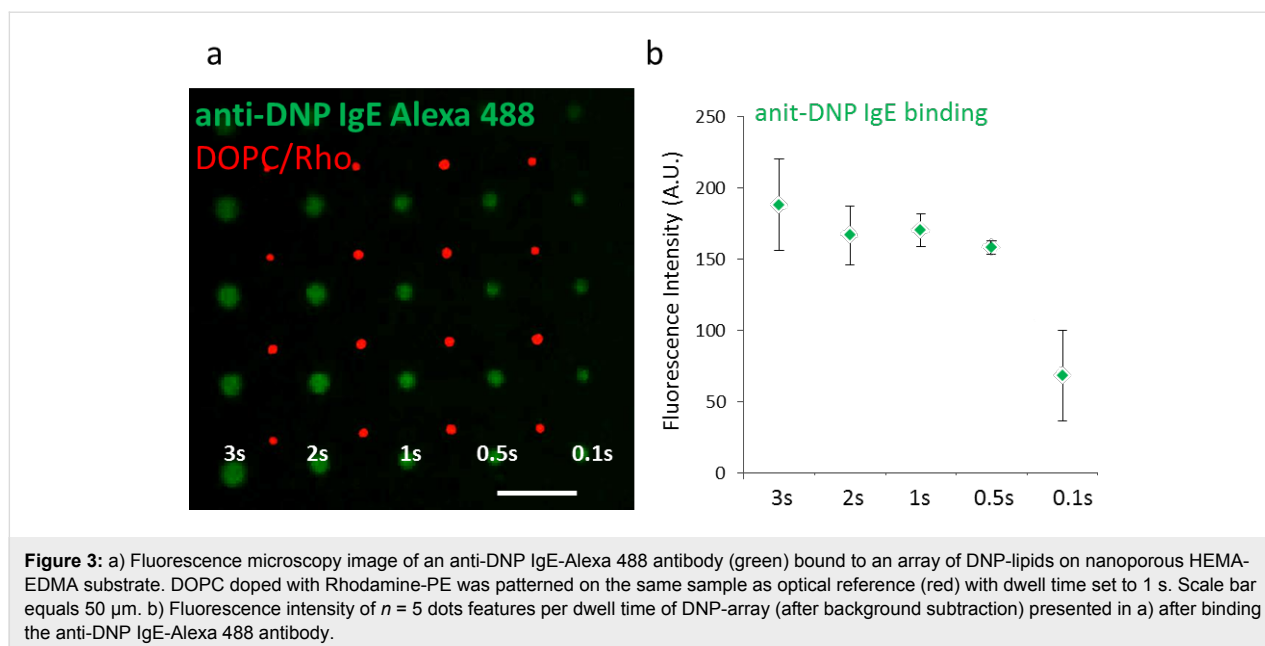 a
anti-DNP IgE Alexa 488
DOPC/Rho
3s 2s 1s 0.5s 0.1s
b
anit-DNP IgE binding
Fluorescence Intensity (A.U.)
250
200
150
100
50
0
3s 2s 1s 0.5s 0.1s
Figure 3: a) Fluorescence microscopy image of an anti-DNP IgE-Alexa 488 antibody (green) bound to an array of DNP-lipids on nanoporous HEMA-
EDMA substrate. DOPC doped with Rhodamine-PE was patterned on the same sample as optical reference (red) with dwell time set to 1 s. Scale bar
equals 50 µm. b) Fluorescence intensity of n = 5 dots features per dwell time of DNP-array (after background subtraction) presented in a) after binding
the anti-DNP IgE-Alexa 488 antibody.